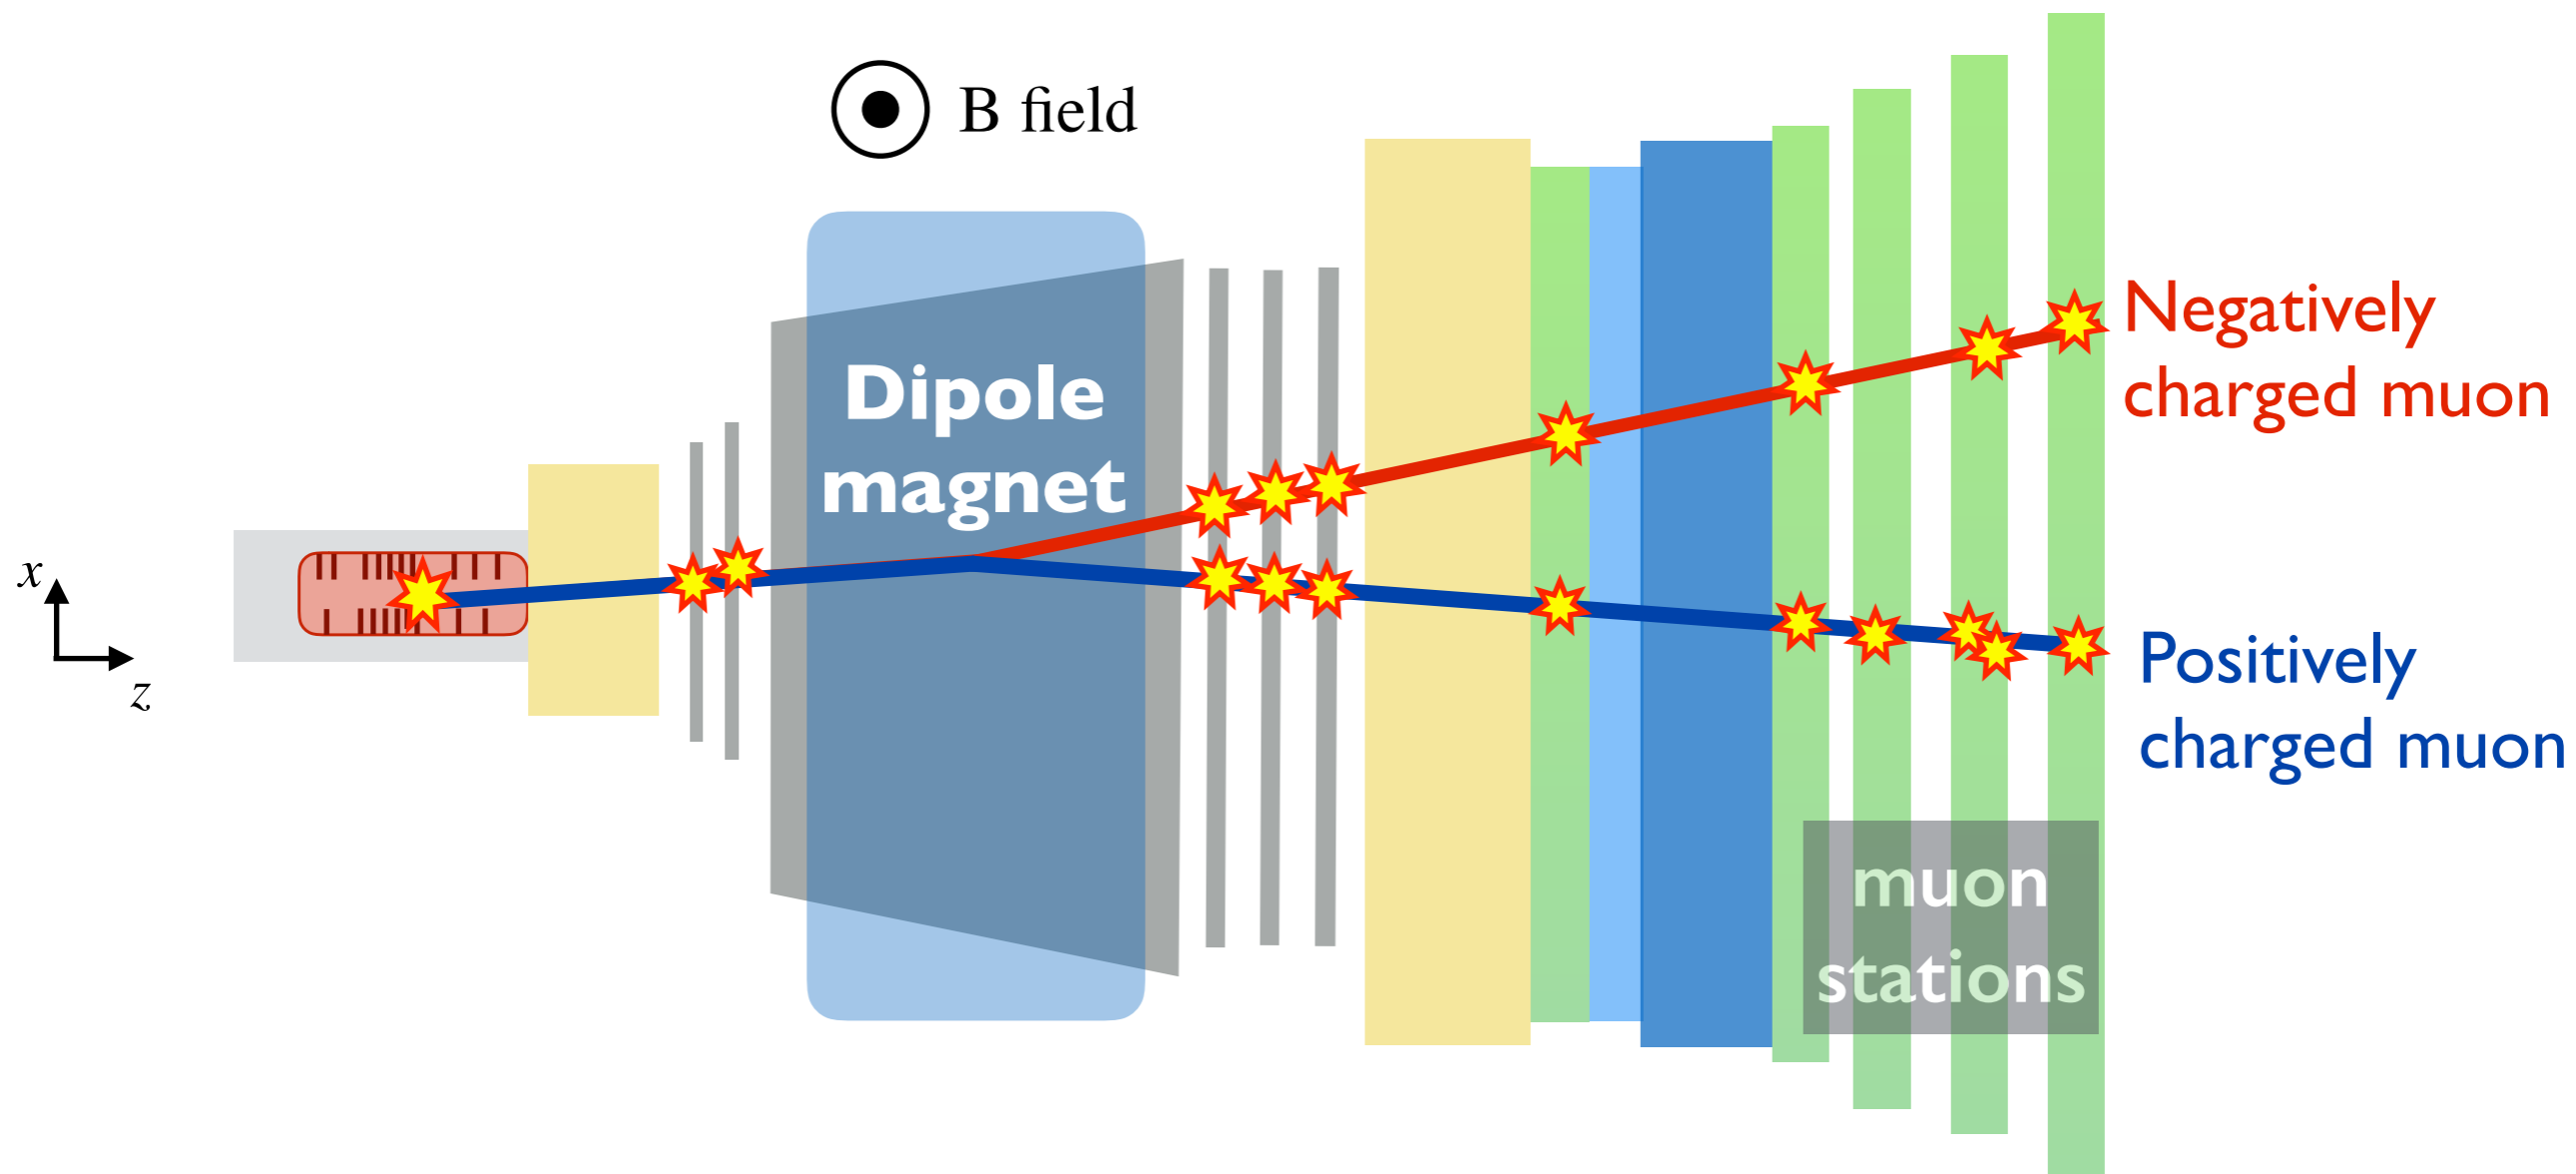 B field
Dipole
magnet
Negatively
charged muon
x
z
Positively
charged muon
muon
stations